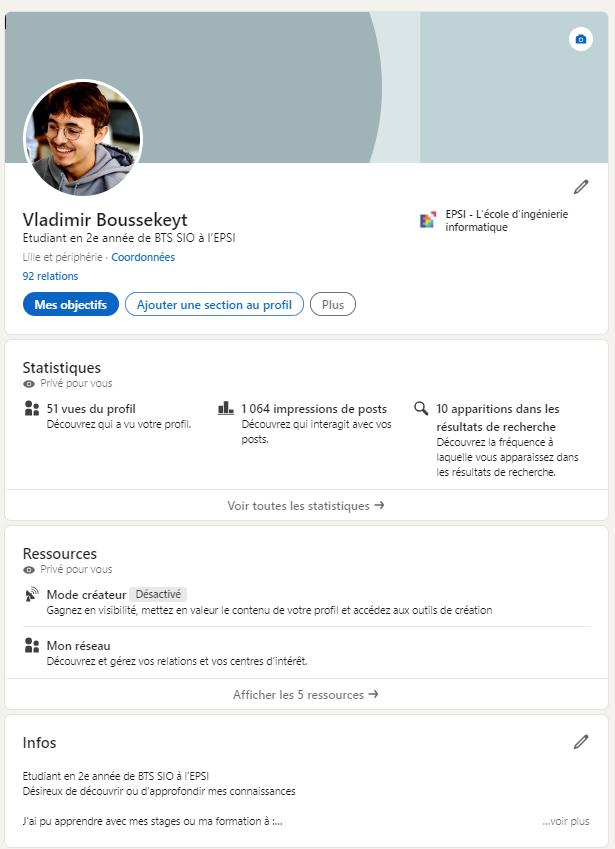 Vladimir Boussekeyt
Etudiant en 2e année de BTS SIO à l'EPSI
Lille et périphérie · Coordonnées
92 relations
EPSI - L'école d'ingénierie
informatique
Mes objectifs
Ajouter une section au profil
Plus
Statistiques
Privé pour vous
51 vues du profil
Découvrez qui a vu votre profil.
1 064 impressions de posts
Découvrez qui interagit avec vos
posts.
10 apparitions dans les
résultats de recherche
Découvrez la fréquence à
laquelle vous apparaissez dans
les résultats de recherche.
Voir toutes les statistiques →
Ressources
Privé pour vous
Mode créateur Désactivé
Gagnez en visibilité, mettez en valeur le contenu de votre profil et accédez aux outils de création
Mon réseau
Découvrez et gérez vos relations et vos centres d'intérêt.
Afficher les 5 ressources →
Infos
Etudiant en 2e année de BTS SIO à l'EPSI
Désireux de découvrir ou d'approfondir mes connaissances
J'ai pu apprendre avec mes stages ou ma formation à :...
...voir plus